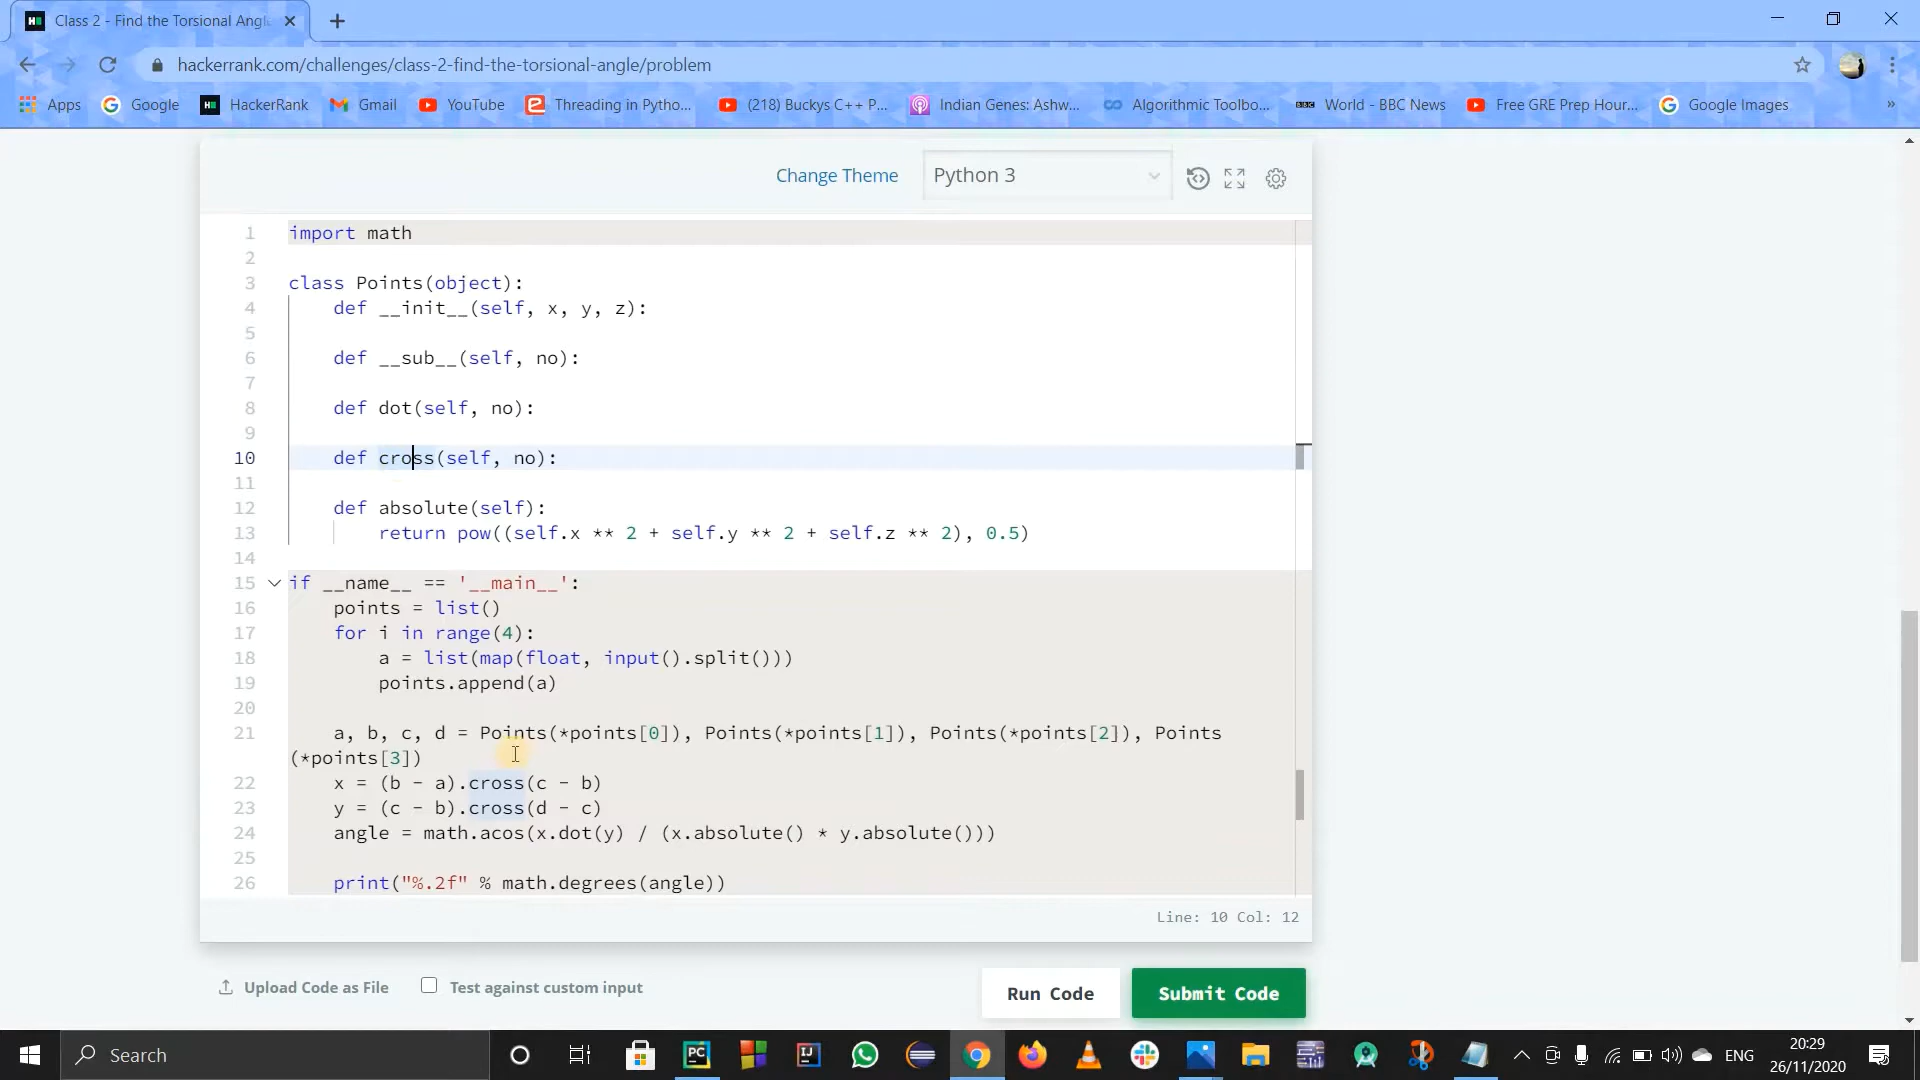 Class 2 - Find the Torsional Angl
hackerrank.com/challenges/class-2-find-the-torsional-angle/problem
Apps Google HackerRank Gmail YouTube Threading in Pytho... (218) Buckys C++ P... Indian Genes: Ashw... Algorithmic Toolbo... BBC World - BBC News Free GRE Prep Hour... Google Images »
Change Theme Python 3
1 import math
2
3 class Points(object):
4     def __init__(self, x, y, z):
5
6     def __sub__(self, no):
7
8     def dot(self, no):
9
10     def cross(self, no):
11
12     def absolute(self):
13         return pow((self.x ** 2 + self.y ** 2 + self.z ** 2), 0.5)
14
15 if __name__ == '__main__':
16     points = list()
17     for i in range(4):
18         a = list(map(float, input().split()))
19         points.append(a)
20
21     a, b, c, d = Points(*points[0]), Points(*points[1]), Points(*points[2]), Points
(*points[3])
22     x = (b - a).cross(c - b)
23     y = (c - b).cross(d - c)
24     angle = math.acos(x.dot(y) / (x.absolute() * y.absolute()))
25
26     print("%.2f" % math.degrees(angle))
Line: 10 Col: 12
Upload Code as File Test against custom input Run Code Submit Code
Search PC IJ ENG 20:29
26/11/2020